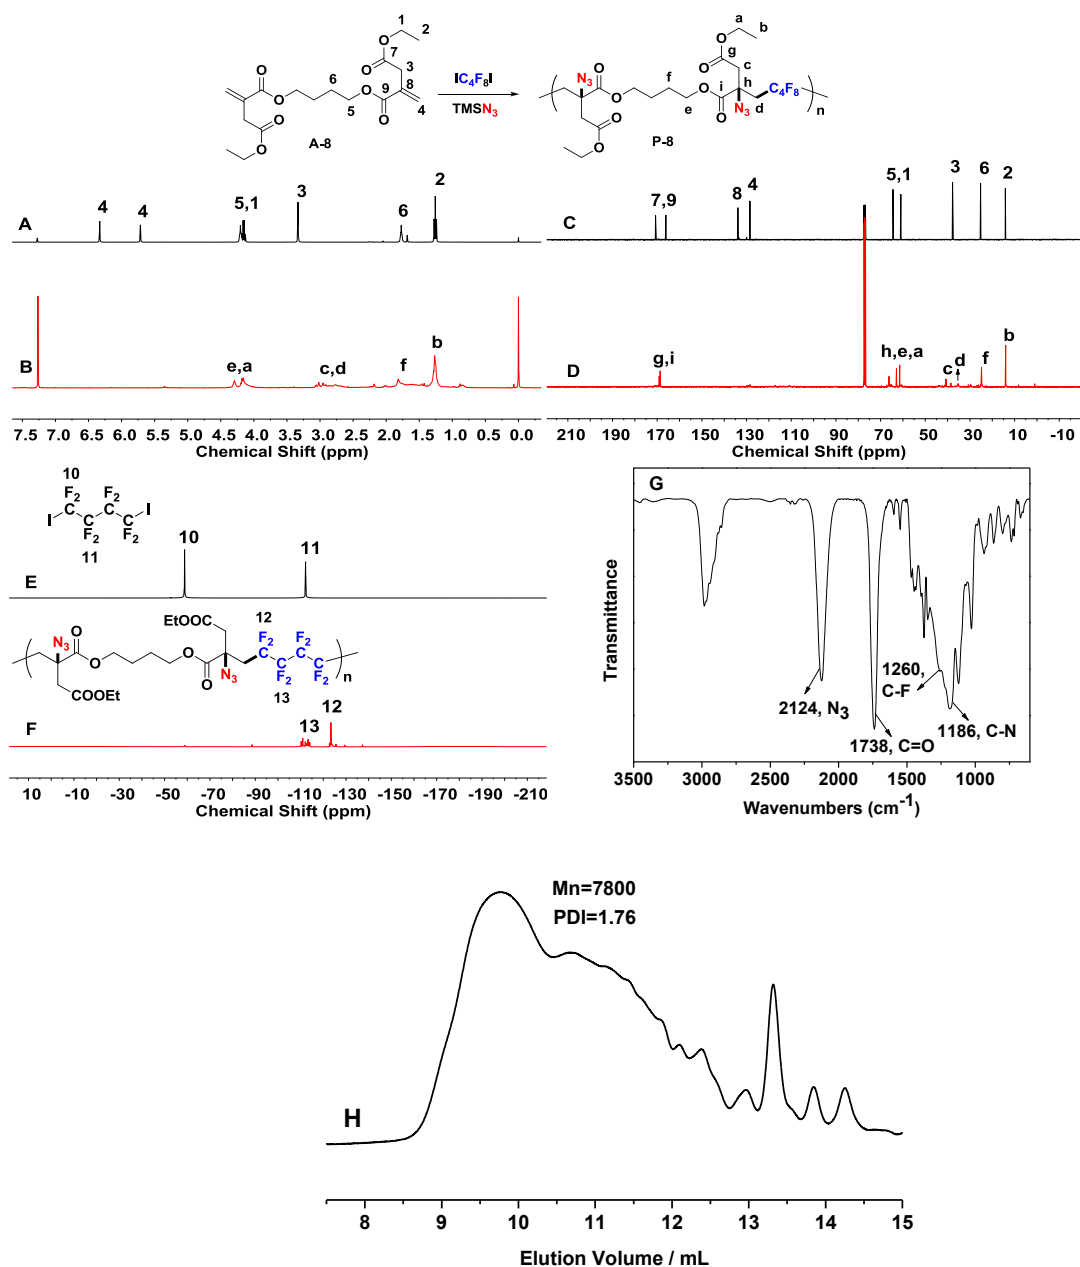 1
2
O
O
7
3
6
O
O
O
9
8
5
O
O
4
O
O
A-8
IC4F8I
TMSN3
a
b
O
O
g
c
N3
O
f
O
O
i
h
C4F8
n
e
O
N3
d
O
O
P-8
A
4
4
5,1
3
6
2
B
e,a
c,d
f
b
7.5 7.0 6.5 6.0 5.5 5.0 4.5 4.0 3.5 3.0 2.5 2.0 1.5 1.0 0.5 0.0
Chemical Shift (ppm)
C
7,9
8
4
5,1
3
6
2
D
g,i
h,e,a
c
d
f
b
210 190 170 150 130 110 90 70 50 30 10 -10
Chemical Shift (ppm)
10
F2 F2
I C C C C I
F2 F2
11
E
10
11
EtOOC
12
N3
O
O
O
O
N3
F2 F2
C C C C
F2 F2
n
COOEt
13
F
13
12
10 -10 -30 -50 -70 -90 -110 -130 -150 -170 -190 -210
Chemical Shift (ppm)
G
Transmittance
2124, N3
1738, C=O
1260,
C-F
1186, C-N
3500 3000 2500 2000 1500 1000
Wavenumbers (cm-1)
Mn=7800
PDI=1.76
H
8 9 10 11 12 13 14 15
Elution Volume / mL